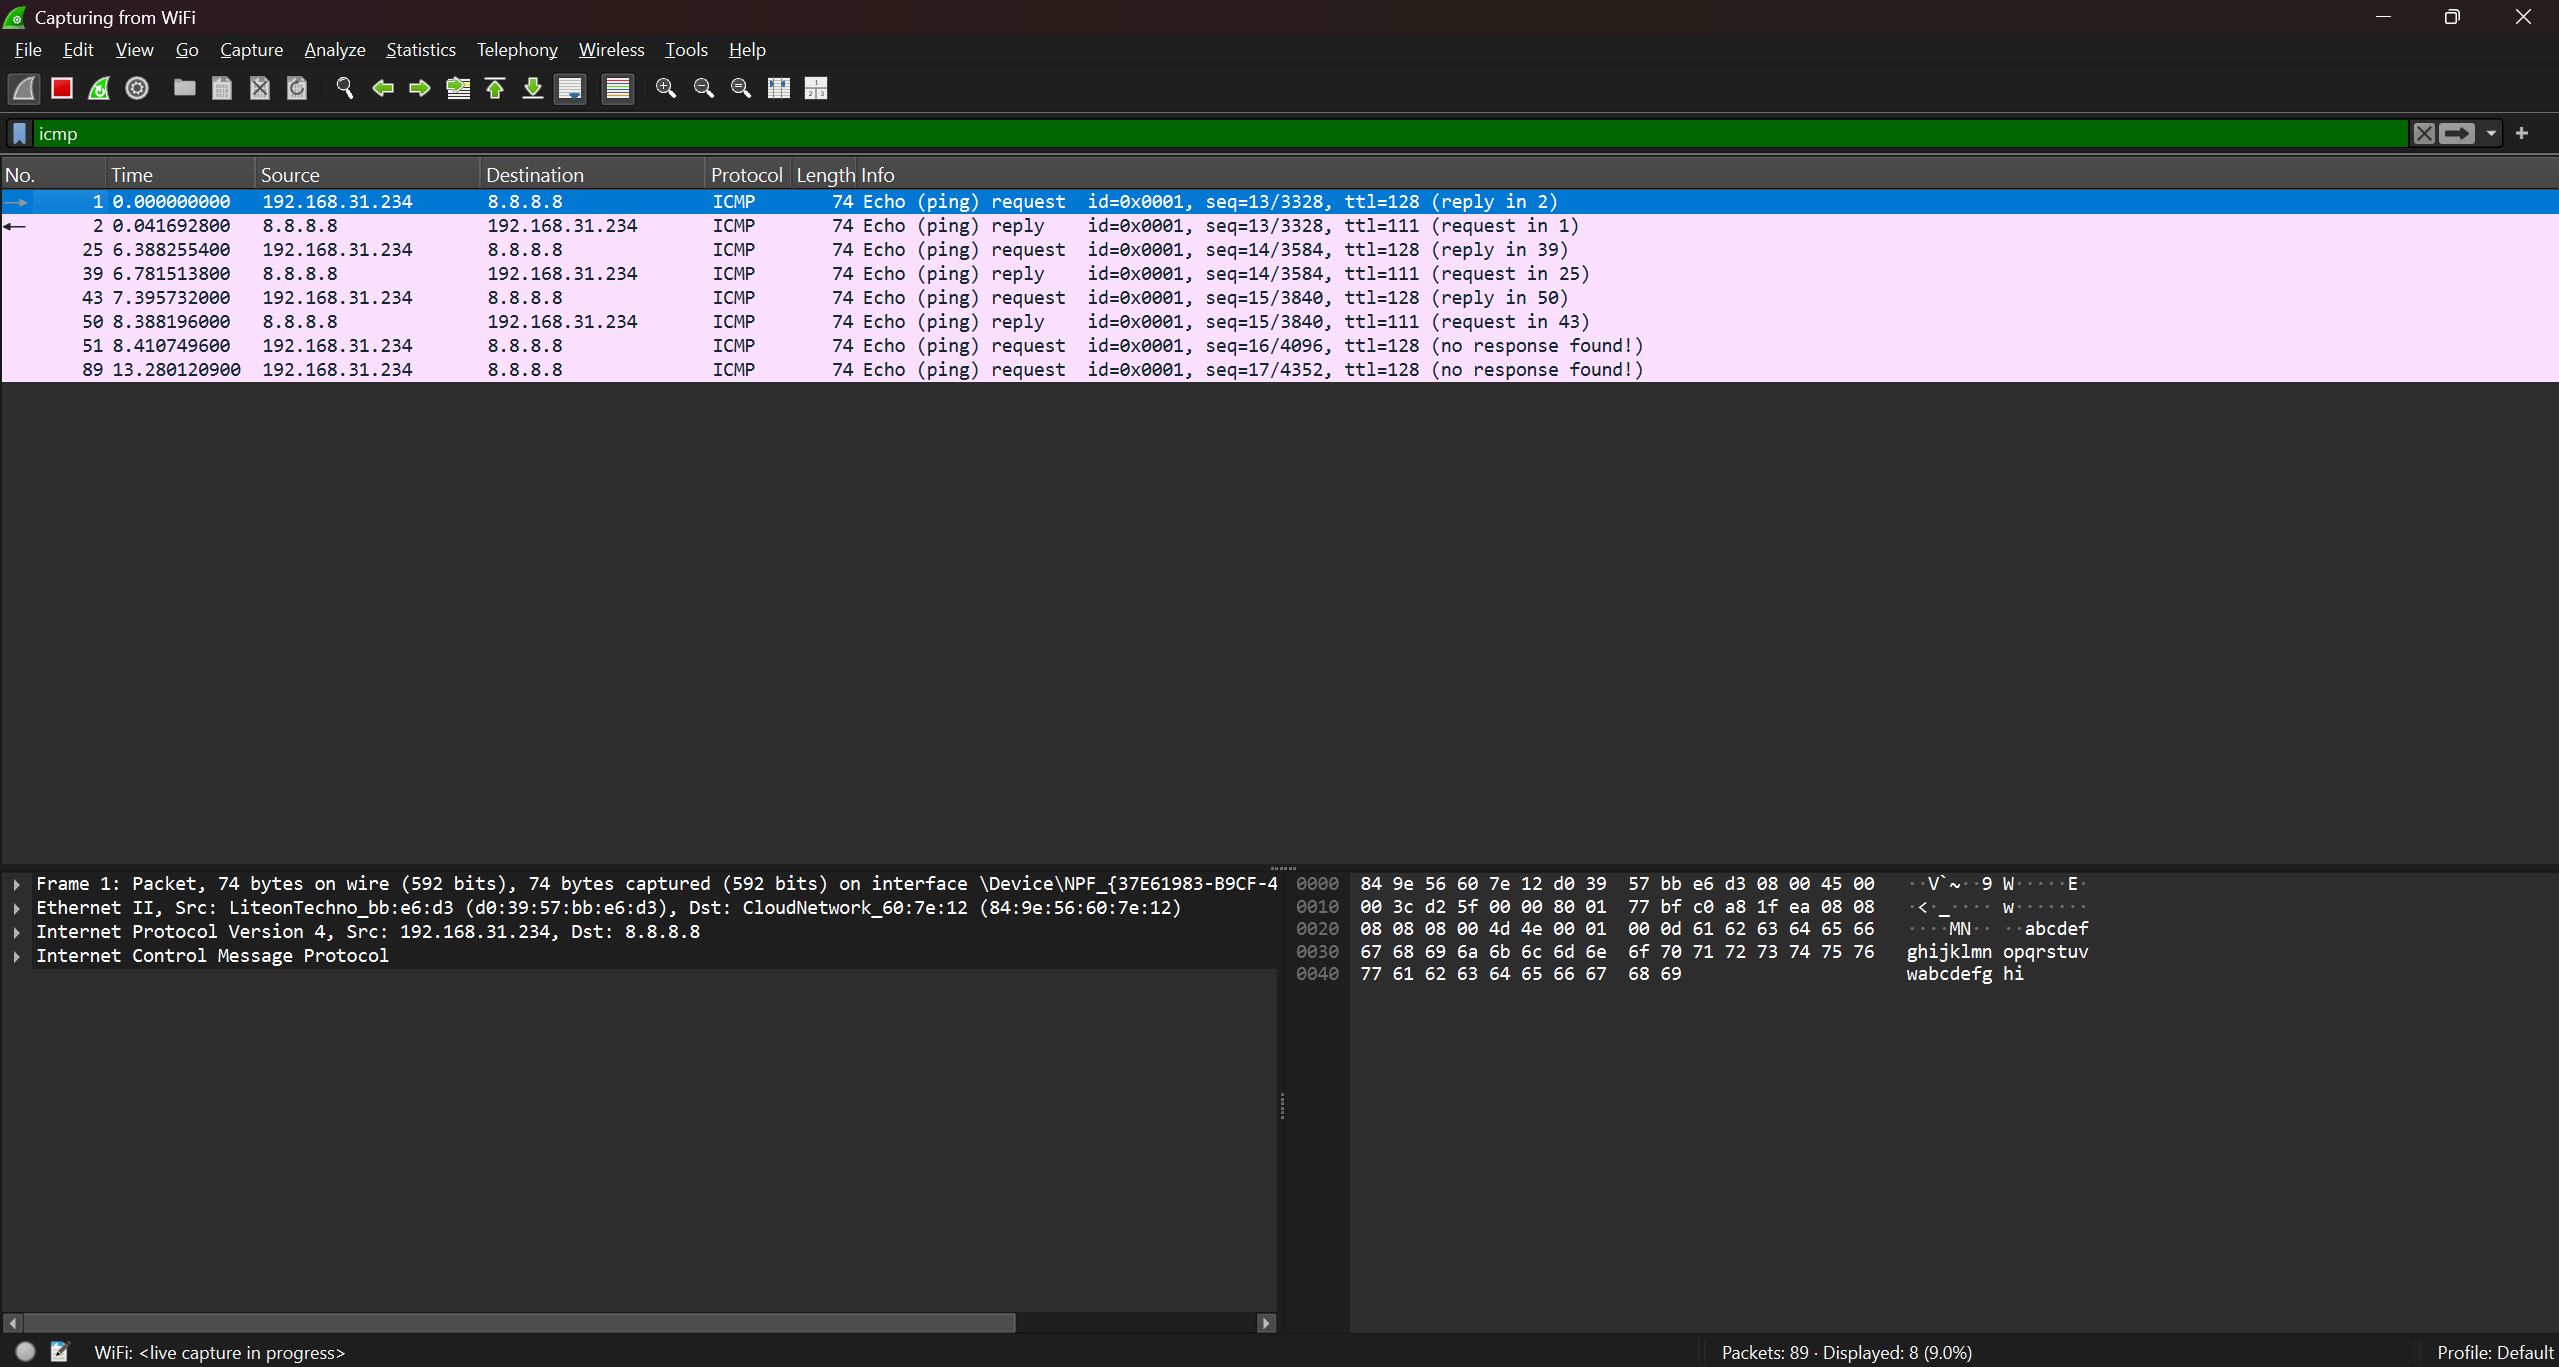 Capturing from WiFi
File Edit View Go Capture Analyze Statistics Telephony Wireless Tools Help
icmp
No. Time Source Destination Protocol Length Info
1 0.000000000 192.168.31.234 8.8.8.8 ICMP 74 Echo (ping) request id=0x0001, seq=13/3328, ttl=128 (reply in 2)
2 0.041692800 8.8.8.8 192.168.31.234 ICMP 74 Echo (ping) reply id=0x0001, seq=13/3328, ttl=111 (request in 1)
25 6.388255400 192.168.31.234 8.8.8.8 ICMP 74 Echo (ping) request id=0x0001, seq=14/3584, ttl=128 (reply in 39)
39 6.781513800 8.8.8.8 192.168.31.234 ICMP 74 Echo (ping) reply id=0x0001, seq=14/3584, ttl=111 (request in 25)
43 7.395732000 192.168.31.234 8.8.8.8 ICMP 74 Echo (ping) request id=0x0001, seq=15/3840, ttl=128 (reply in 50)
50 8.388196000 8.8.8.8 192.168.31.234 ICMP 74 Echo (ping) reply id=0x0001, seq=15/3840, ttl=111 (request in 43)
51 8.410749600 192.168.31.234 8.8.8.8 ICMP 74 Echo (ping) request id=0x0001, seq=16/4096, ttl=128 (no response found!)
89 13.280120900 192.168.31.234 8.8.8.8 ICMP 74 Echo (ping) request id=0x0001, seq=17/4352, ttl=128 (no response found!)
Frame 1: Packet, 74 bytes on wire (592 bits), 74 bytes captured (592 bits) on interface \Device\NPF_{37E61983-B9CF-4
Ethernet II, Src: LiteonTechno_bb:e6:d3 (d0:39:57:bb:e6:d3), Dst: CloudNetwork_60:7e:12 (84:9e:56:60:7e:12)
Internet Protocol Version 4, Src: 192.168.31.234, Dst: 8.8.8.8
Internet Control Message Protocol
0000 84 9e 56 60 7e 12 d0 39 57 bb e6 d3 08 00 45 00 ··V`~··9 W·····E·
0010 00 3c d2 5f 00 00 80 01 77 bf c0 a8 1f ea 08 08 ·<·_···· w·······
0020 08 08 08 00 4d 4e 00 01 00 0d 61 62 63 64 65 66 ····MN·· ··abcdef
0030 67 68 69 6a 6b 6c 6d 6e 6f 70 71 72 73 74 75 76 ghijklmn opqrstuv
0040 77 61 62 63 64 65 66 67 68 69 wabcdefg hi
WiFi: <live capture in progress>
Packets: 89 · Displayed: 8 (9.0%)
Profile: Default